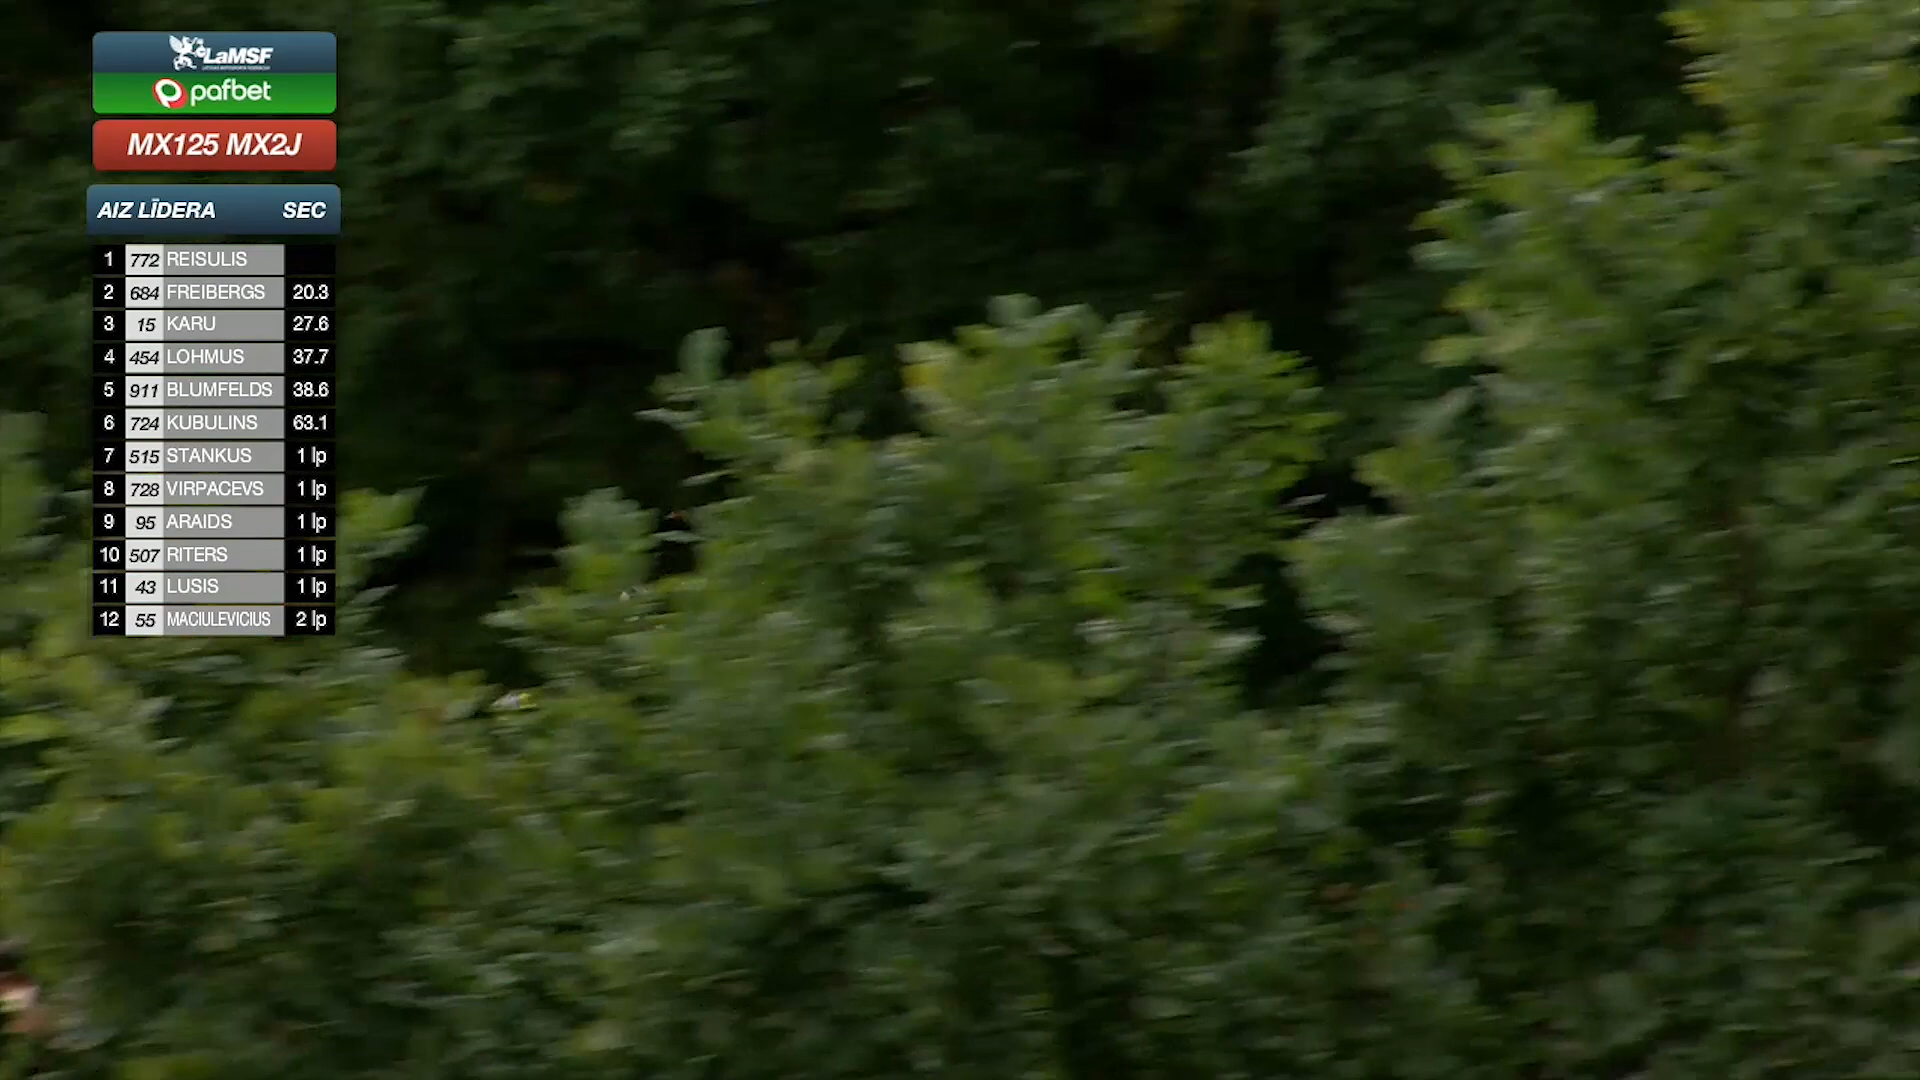 LaMSF
pafbet
MX125 MX2J
AIZ LĪDERA SEC
1 772 REISULIS
2 684 FREIBERGS 20.3
3 15 KARU 27.6
4 454 LOHMUS 37.7
5 911 BLUMFELDS 38.6
6 724 KUBULINS 63.1
7 515 STANKUS 1 lp
8 728 VIRPACEVS 1 lp
9 95 ARAIDS 1 lp
10 507 RITERS 1 lp
11 43 LUSIS 1 lp
12 55 MACIULEVICIUS 2 lp